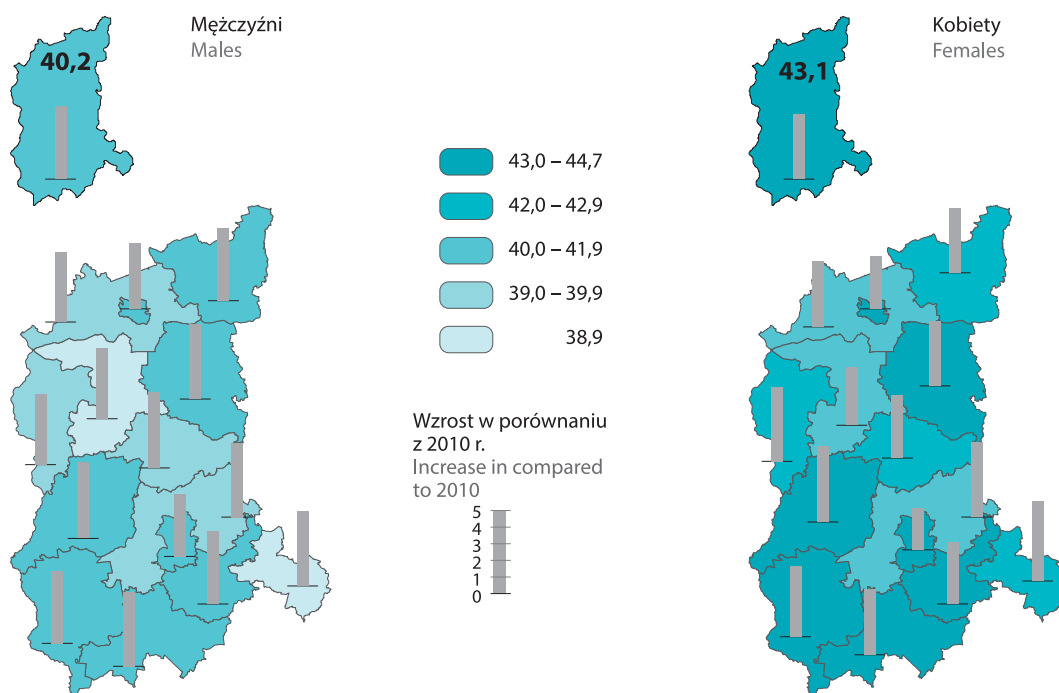 Mężczyźni
Males
40,2
Kobiety
Females
43,1
43,0 – 44,7
42,0 – 42,9
40,0 – 41,9
39,0 – 39,9
38,9
Wzrost w porównaniu
z 2010 r.
Increase in compared
to 2010
5
4
3
2
1
0